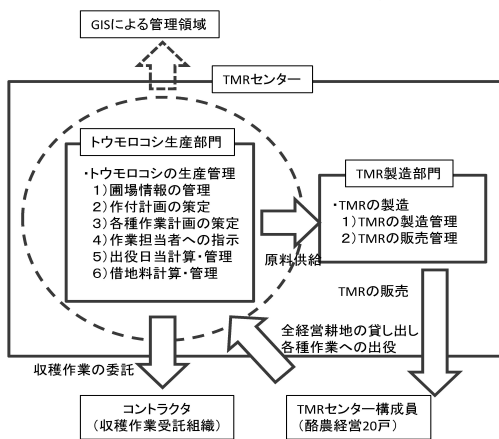 GISによる管理領域
TMRセンター
トウモロコシ生産部門
・トウモロコシの生産管理
1)圃場情報の管理
2)作付計画の策定
3)各種作業計画の策定
4)作業担当者への指示
5)出役日当計算・管理
6)借地料計算・管理
TMR製造部門
・TMRの製造
1)TMRの製造管理
2)TMRの販売管理
原料供給
TMRの販売
全経営耕地の貸し出し
各種作業への出役
収穫作業の委託
コントラクタ
(収穫作業受託組織)
TMRセンター構成員
(酪農経営20戸)